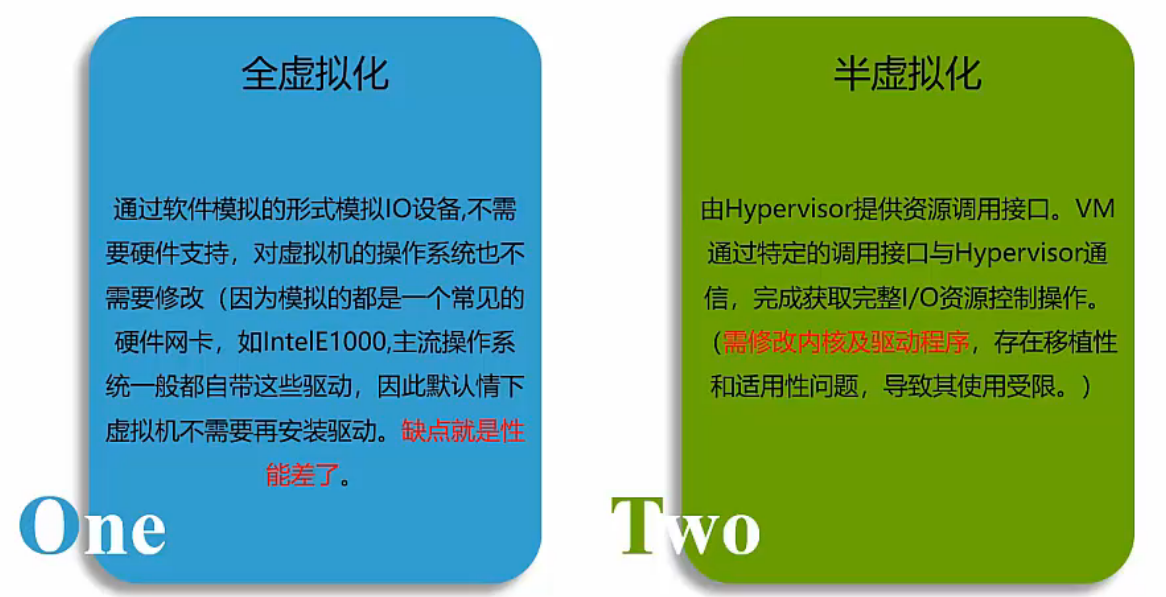 全虚拟化
通过软件模拟的形式模拟IO设备,不需
要硬件支持，对虚拟机的操作系统也不
需要修改（因为模拟的都是一个常见的
硬件网卡，如IntelE1000,主流操作系
统一般都自带这些驱动，因此默认情下
虚拟机不需要再安装驱动。缺点就是性
能差了。
One
半虚拟化
由Hypervisor提供资源调用接口。VM
通过特定的调用接口与Hypervisor通
信，完成获取完整I/O资源控制操作。
（需修改内核及驱动程序，存在移植性
和适用性问题，导致其使用受限。）
Two